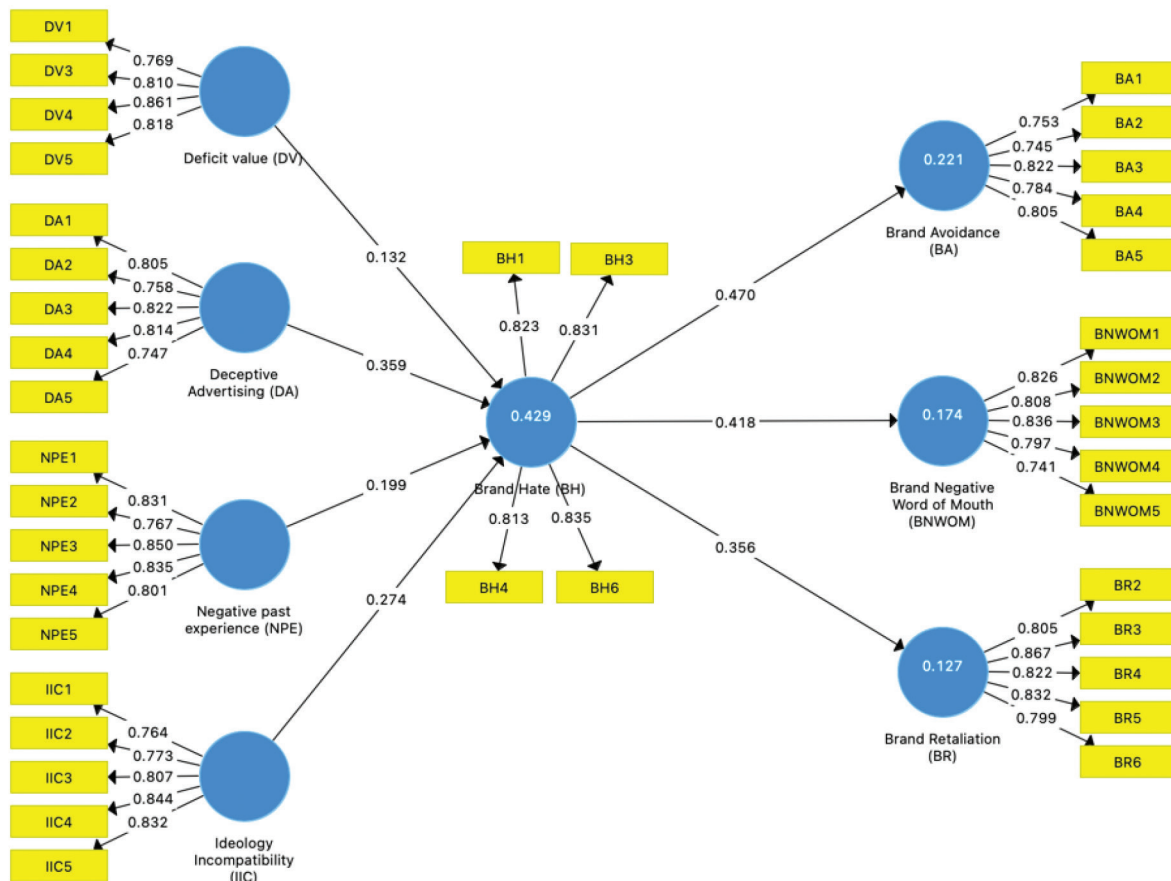 DV1
DV3
DV4
DV5
0.769
0.810
0.861
0.818
Deficit value (DV)
DA1
DA2
DA3
DA4
DA5
0.805
0.758
0.822
0.814
0.747
Deceptive
Advertising (DA)
NPE1
NPE2
NPE3
NPE4
NPE5
0.831
0.767
0.850
0.835
0.801
Negative past
experience (NPE)
IIC1
IIC2
IIC3
IIC4
IIC5
0.764
0.773
0.807
0.844
0.832
Ideology
Incompatibility
(IIC)
0.132
0.359
0.199
0.274
BH1
BH3
0.823
0.831
0.429
Brand Hate (BH)
0.813
0.835
BH4
BH6
0.470
0.418
0.356
0.221
Brand Avoidance
(BA)
0.753
0.745
0.822
0.784
0.805
BA1
BA2
BA3
BA4
BA5
0.174
Brand Negative
Word of Mouth
(BNWOM)
0.826
0.808
0.836
0.797
0.741
BNWOM1
BNWOM2
BNWOM3
BNWOM4
BNWOM5
0.127
Brand Retaliation
(BR)
0.805
0.867
0.822
0.832
0.799
BR2
BR3
BR4
BR5
BR6